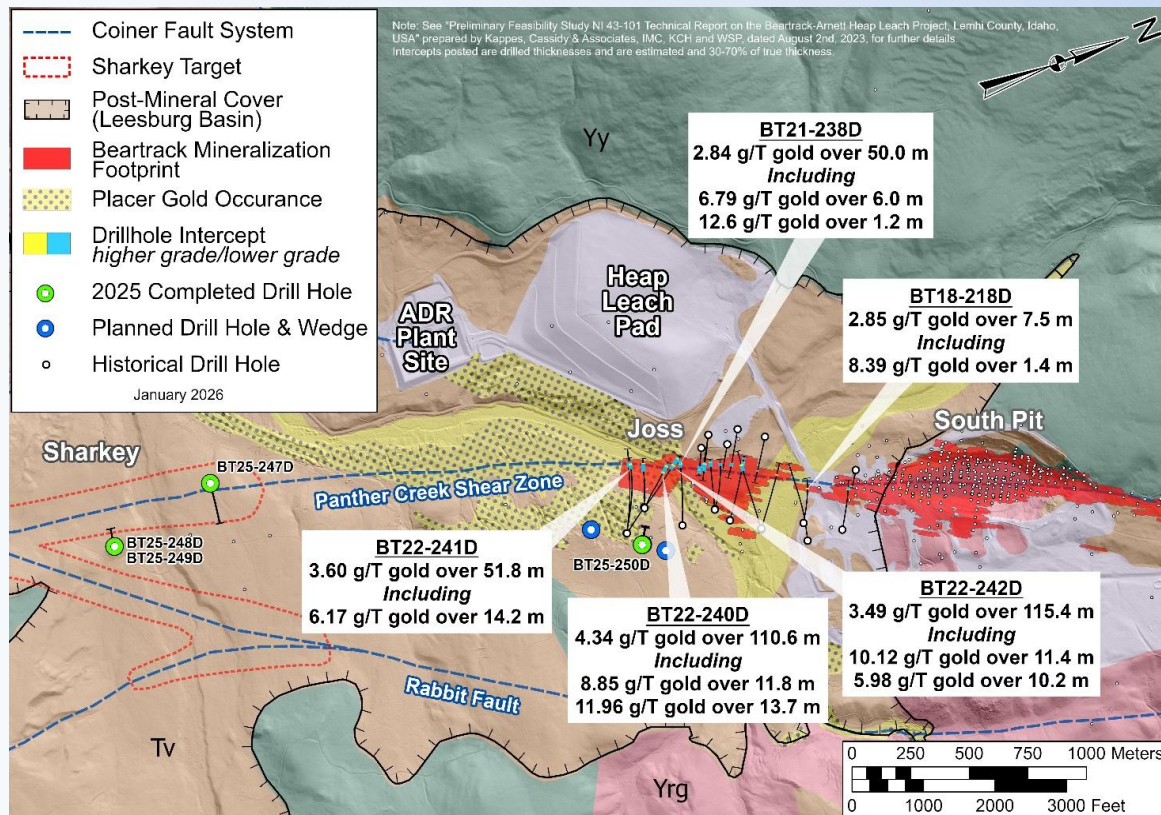 Coiner Fault System
Sharkey Target
Post-Mineral Cover
(Leesburg Basin)
Beartrack Mineralization
Footprint
Placer Gold Occurance
Drillhole Intercept
higher grade/lower grade
2025 Completed Drill Hole
Planned Drill Hole & Wedge
Historical Drill Hole
January 2026
Note: See "Preliminary Feasibility Study NI 43-101 Technical Report on the Beartrack-Arnett Heap Leach Project, Lemhi County, Idaho,
USA" prepared by Kappes, Cassidy & Associates, IMC, KCH and WSP, dated August 2nd, 2023, for further details
Intercepts posted are drilled thicknesses and are estimated and 30-70% of true thickness.
N
Yy
BT21-238D
2.84 g/T gold over 50.0 m
Including
6.79 g/T gold over 6.0 m
12.6 g/T gold over 1.2 m
Heap
Leach
Pad
ADR
Plant
Site
BT18-218D
2.85 g/T gold over 7.5 m
Including
8.39 g/T gold over 1.4 m
Joss
South Pit
Sharkey
BT25-247D
Panther Creek Shear Zone
BT25-248D
BT25-249D
BT25-250D
BT22-241D
3.60 g/T gold over 51.8 m
Including
6.17 g/T gold over 14.2 m
BT22-240D
4.34 g/T gold over 110.6 m
Including
8.85 g/T gold over 11.8 m
11.96 g/T gold over 13.7 m
BT22-242D
3.49 g/T gold over 115.4 m
Including
10.12 g/T gold over 11.4 m
5.98 g/T gold over 10.2 m
Rabbit Fault
Tv
Yrg
0 250 500 750 1000 Meters
0 1000 2000 3000 Feet